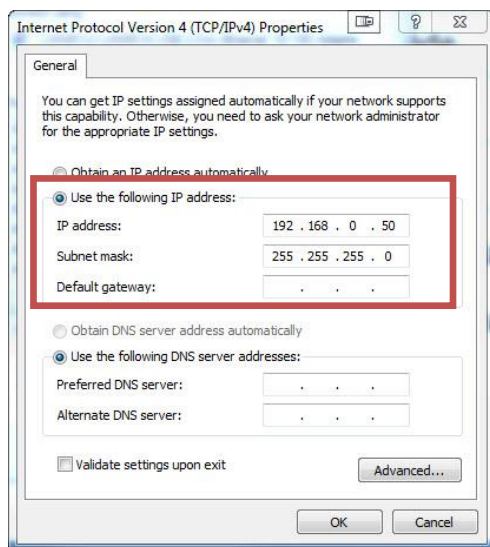 Internet Protocol Version 4 (TCP/IPv4) Properties
General
You can get IP settings assigned automatically if your network supports
this capability. Otherwise, you need to ask your network administrator
for the appropriate IP settings.
Obtain an IP address automatically
Use the following IP address:
IP address: 192 . 168 . 0 . 50
Subnet mask: 255 . 255 . 255 . 0
Default gateway: . . .
Obtain DNS server address automatically
Use the following DNS server addresses:
Preferred DNS server: . . .
Alternate DNS server: . . .
Validate settings upon exit
Advanced...
OK Cancel